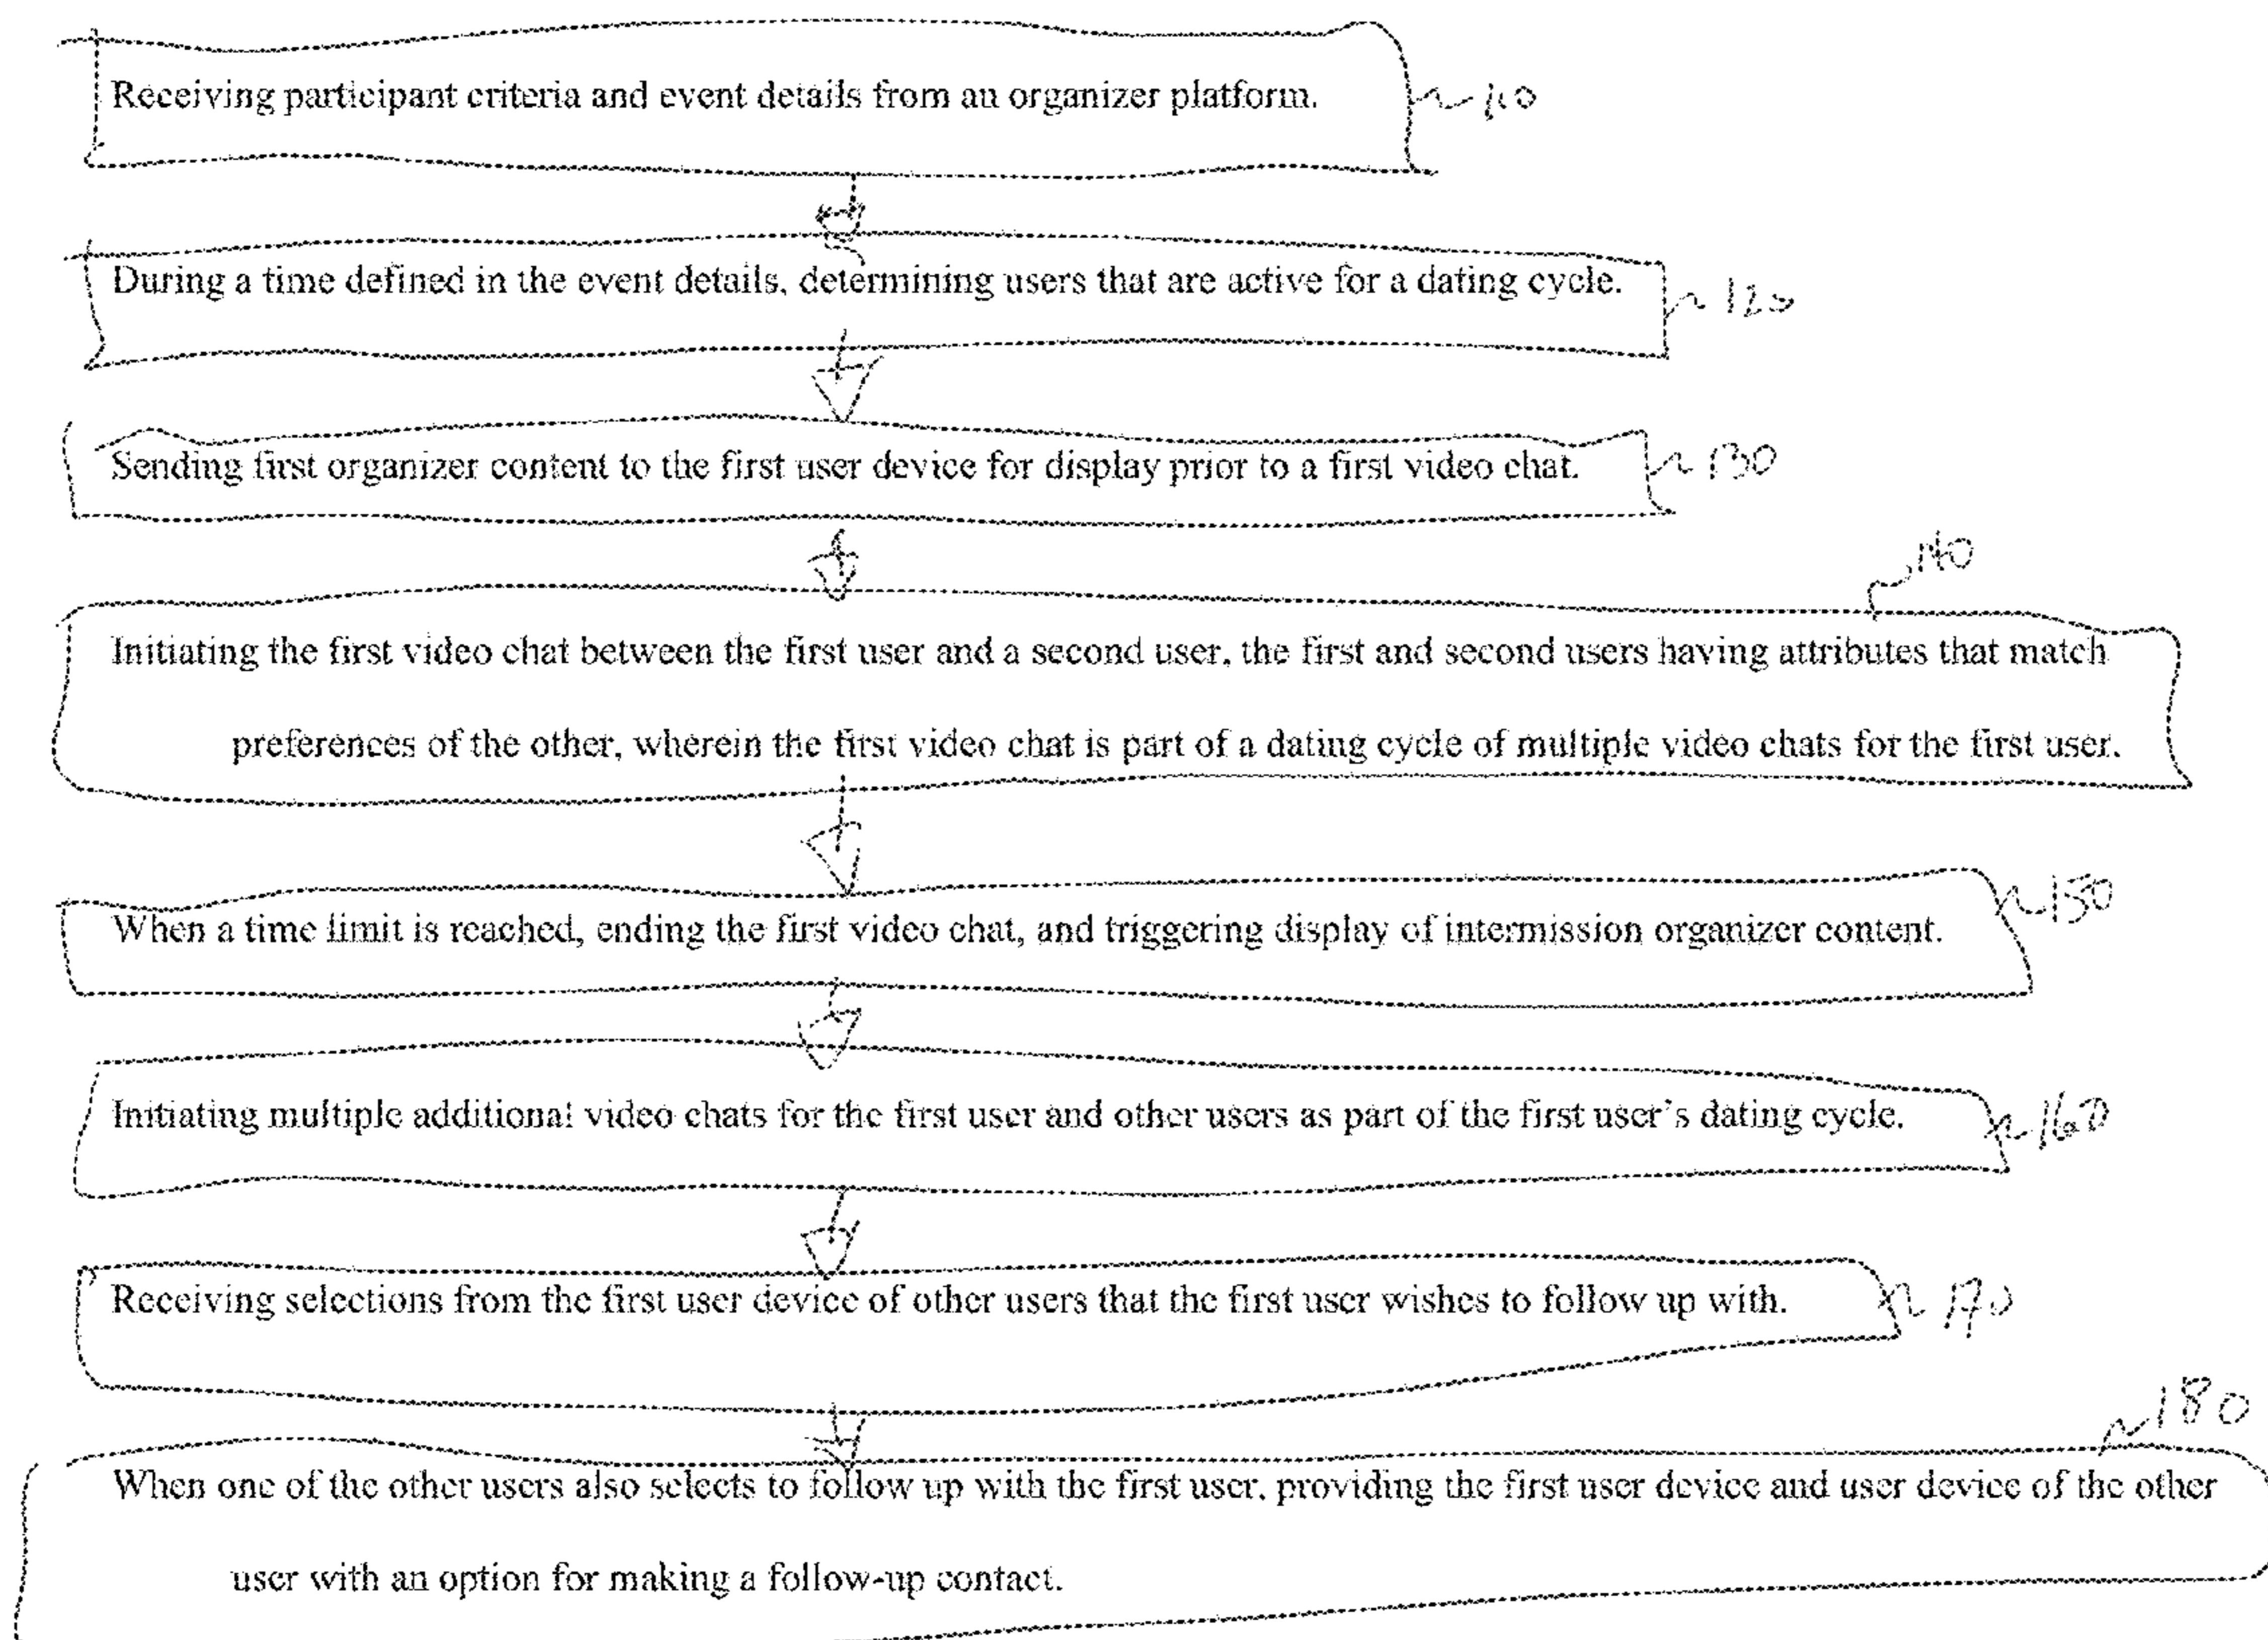 Receiving participant criteria and event details from an organizer platform. 110
During a time defined in the event details, determining users that are active for a dating cycle. 120
Sending first organizer content to the first user device for display prior to a first video chat. 130
140
Initiating the first video chat between the first user and a second user, the first and second users having attributes that match
preferences of the other, wherein the first video chat is part of a dating cycle of multiple video chats for the first user.
When a time limit is reached, ending the first video chat, and triggering display of intermission organizer content. 150
Initiating multiple additional video chats for the first user and other users as part of the first user's dating cycle. 160
Receiving selections from the first user device of other users that the first user wishes to follow up with. 170
180
When one of the other users also selects to follow up with the first user, providing the first user device and user device of the other
user with an option for making a follow-up contact.